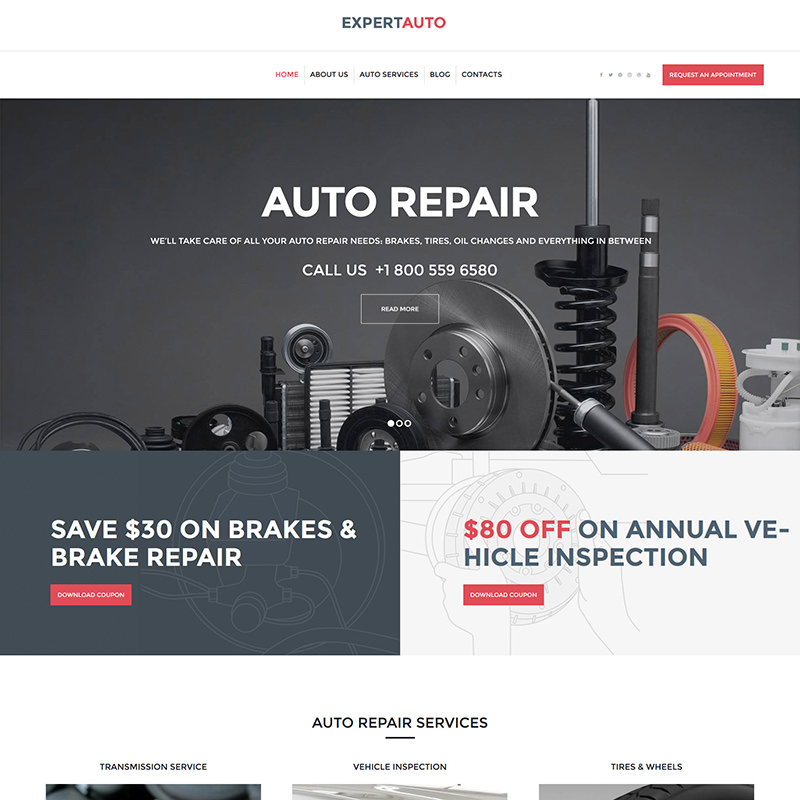 EXPERTAUTO
HOME ABOUT US AUTO SERVICES BLOG CONTACTS REQUEST AN APPOINTMENT
AUTO REPAIR
WE'LL TAKE CARE OF ALL YOUR AUTO REPAIR NEEDS: BRAKES, TIRES, OIL CHANGES AND EVERYTHING IN BETWEEN
CALL US +1 800 559 6580
READ MORE
SAVE $30 ON BRAKES &
BRAKE REPAIR
DOWNLOAD COUPON
$80 OFF ON ANNUAL VE-
HICLE INSPECTION
DOWNLOAD COUPON
AUTO REPAIR SERVICES
TRANSMISSION SERVICE VEHICLE INSPECTION TIRES & WHEELS